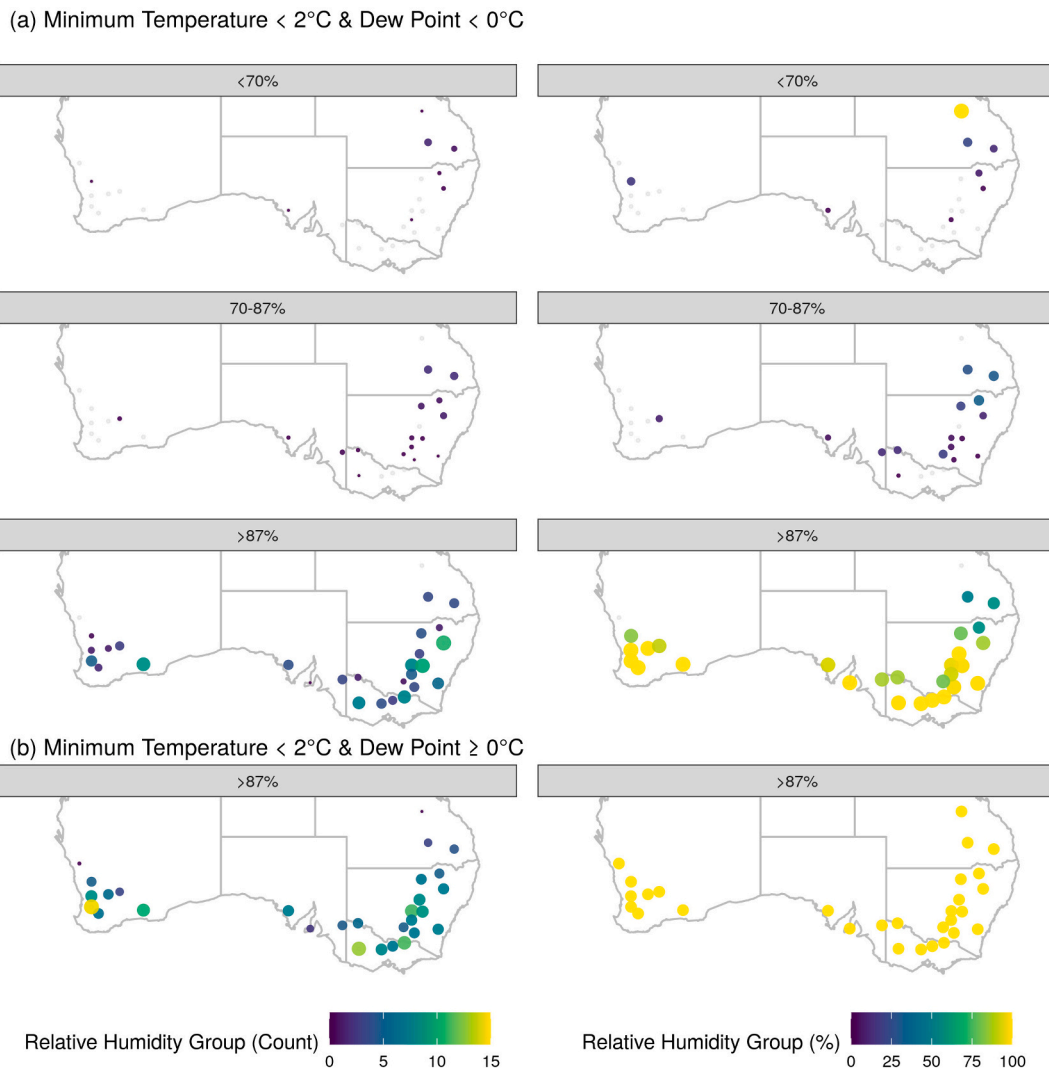 (a) Minimum Temperature < 2°C & Dew Point < 0°C
<70%
<70%
70-87%
70-87%
>87%
>87%
(b) Minimum Temperature < 2°C & Dew Point ≥ 0°C
>87%
>87%
Relative Humidity Group (Count)
0 5 10 15
Relative Humidity Group (%)
0 25 50 75 100